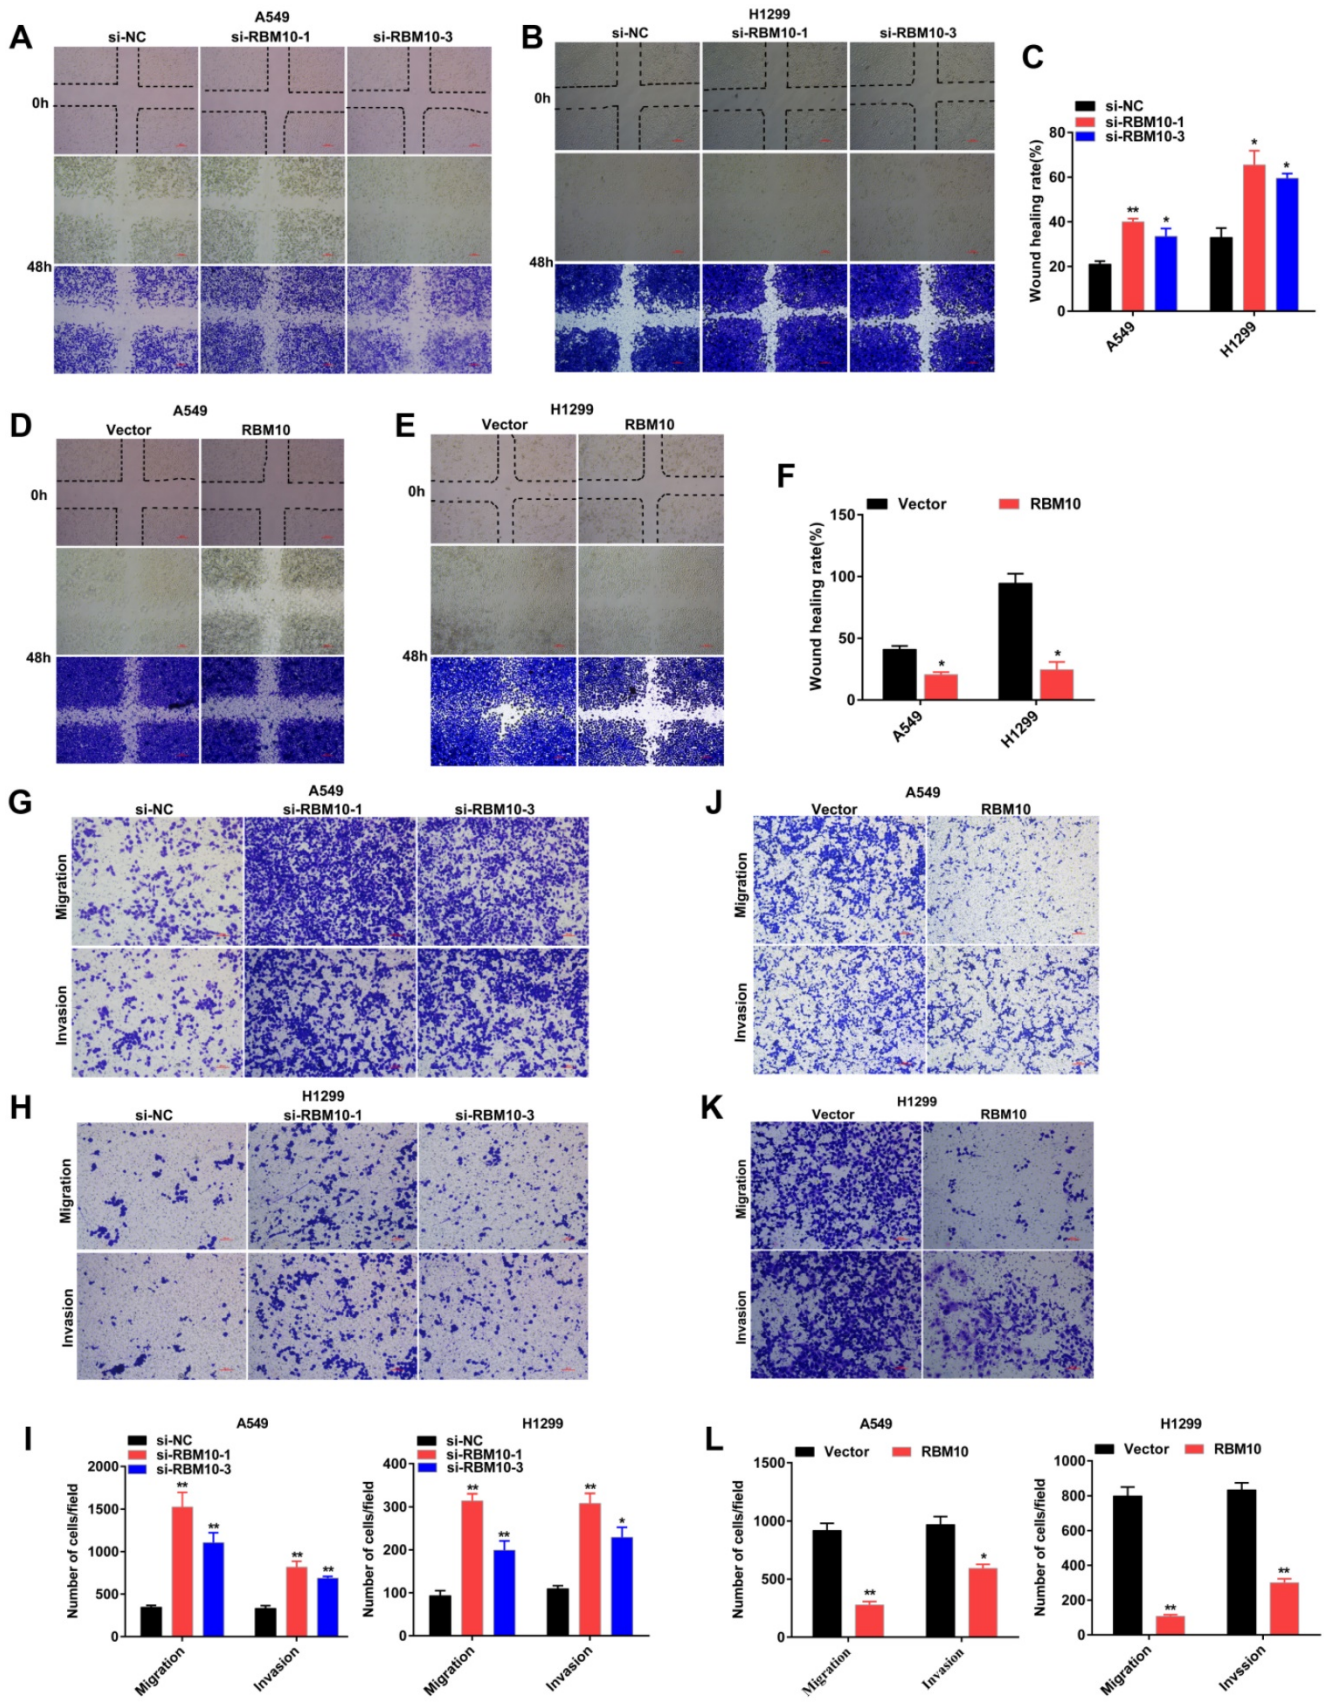 A
A549
si-NC si-RBM10-1 si-RBM10-3
0h
48h
B
H1299
si-NC si-RBM10-1 si-RBM10-3
0h
48h
C
si-NC
si-RBM10-1
si-RBM10-3
Wound healing rate(%)
80
60
40
20
0
** * * *
A549 H1299
D
A549
Vector RBM10
0h
48h
E
H1299
Vector RBM10
0h
48h
F
Vector RBM10
Wound healing rate(%)
150
100
50
0
* *
A549 H1299
G
A549
si-NC si-RBM10-1 si-RBM10-3
Migration
Invasion
J
A549
Vector RBM10
Migration
Invasion
H
H1299
si-NC si-RBM10-1 si-RBM10-3
Migration
Invasion
K
H1299
Vector RBM10
Migration
Invasion
I
A549
si-NC
si-RBM10-1
si-RBM10-3
Number of cells/field
2000
1500
1000
500
0
** ** ** **
Migration Invasion
H1299
si-NC
si-RBM10-1
si-RBM10-3
Number of cells/field
400
300
200
100
0
** ** ** *
Migration Invasion
L
A549
Vector RBM10
Number of cells/field
1500
1000
500
0
** *
Migration Invasion
H1299
Vector RBM10
Number of cells/field
1000
800
600
400
200
0
** **
Migration Invssion